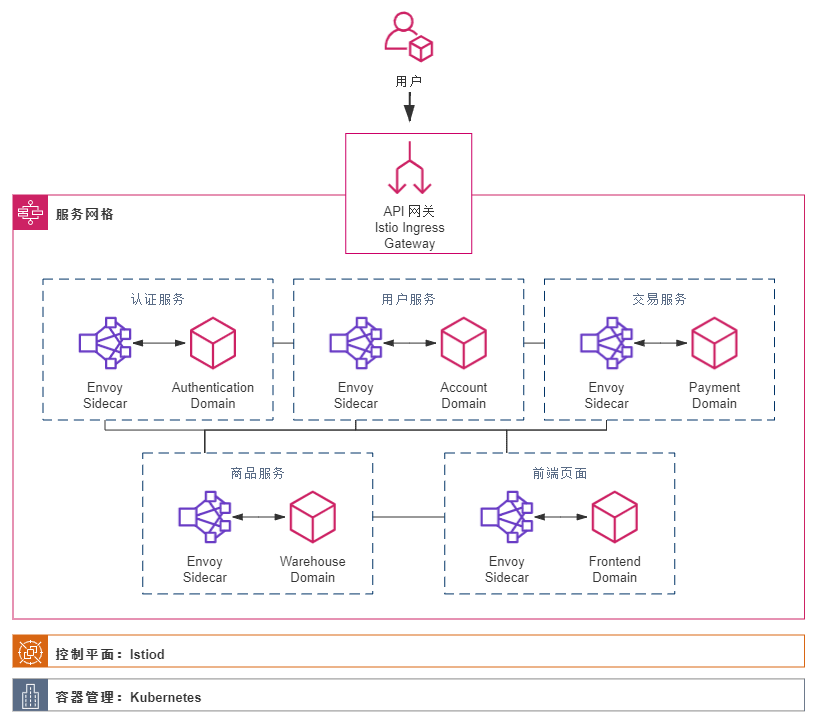 用户
API 网关
Istio Ingress
Gateway
服务网格
认证服务
Envoy
Sidecar
Authentication
Domain
用户服务
Envoy
Sidecar
Account
Domain
交易服务
Envoy
Sidecar
Payment
Domain
商品服务
Envoy
Sidecar
Warehouse
Domain
前端页面
Envoy
Sidecar
Frontend
Domain
控制平面：Istiod
容器管理：Kubernetes